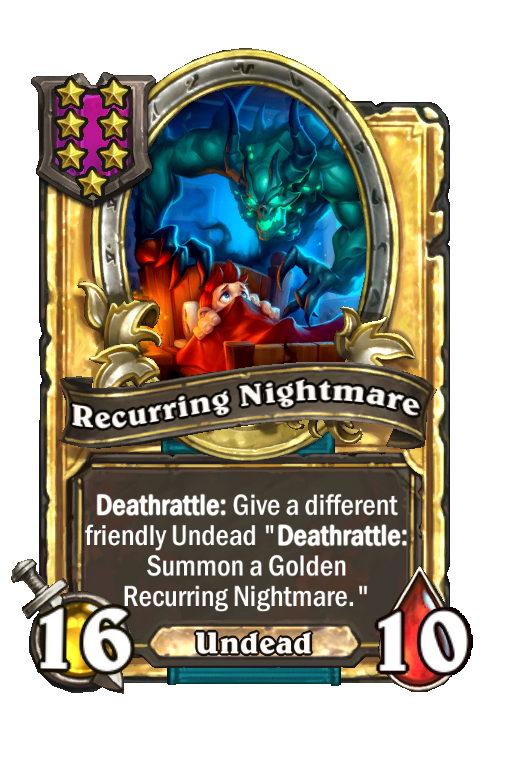 Recurring Nightmare
Deathrattle: Give a different
friendly Undead "Deathrattle:
Summon a Golden
Recurring Nightmare."
16
Undead
10